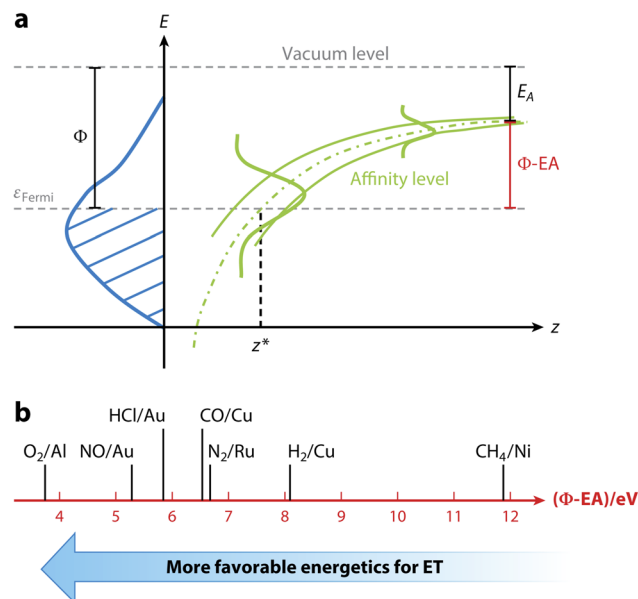 a
E
Vacuum level
E_A
Φ
Φ-EA
Affinity level
ε_Fermi
z
z*
b
HCl/Au CO/Cu
O₂/Al NO/Au N₂/Ru H₂/Cu CH₄/Ni
(Φ-EA)/eV
4 5 6 7 8 9 10 11 12
More favorable energetics for ET